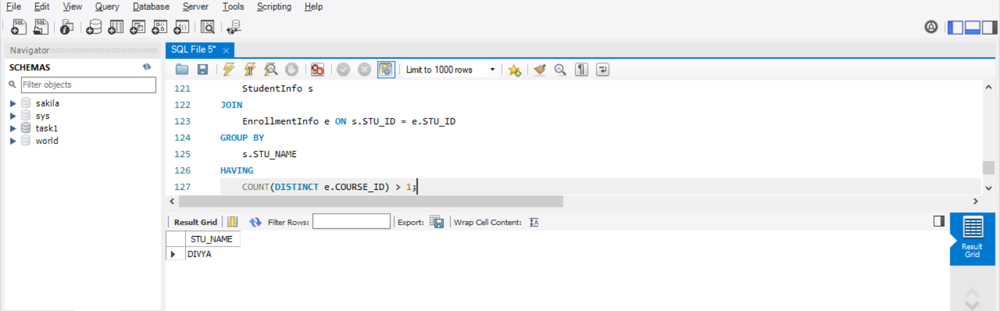 File Edit View Query Database Server Tools Scripting Help
SQL SQL
Navigator
SCHEMAS
Filter objects
sakila
sys
task1
world
SQL File 5*
Limit to 1000 rows
121 StudentInfo s
122 JOIN
123 EnrollmentInfo e ON s.STU_ID = e.STU_ID
124 GROUP BY
125 s.STU_NAME
126 HAVING
127 COUNT(DISTINCT e.COURSE_ID) > 1;
Result Grid Filter Rows: Export: Wrap Cell Content:
STU_NAME
DIVYA
Result
Grid